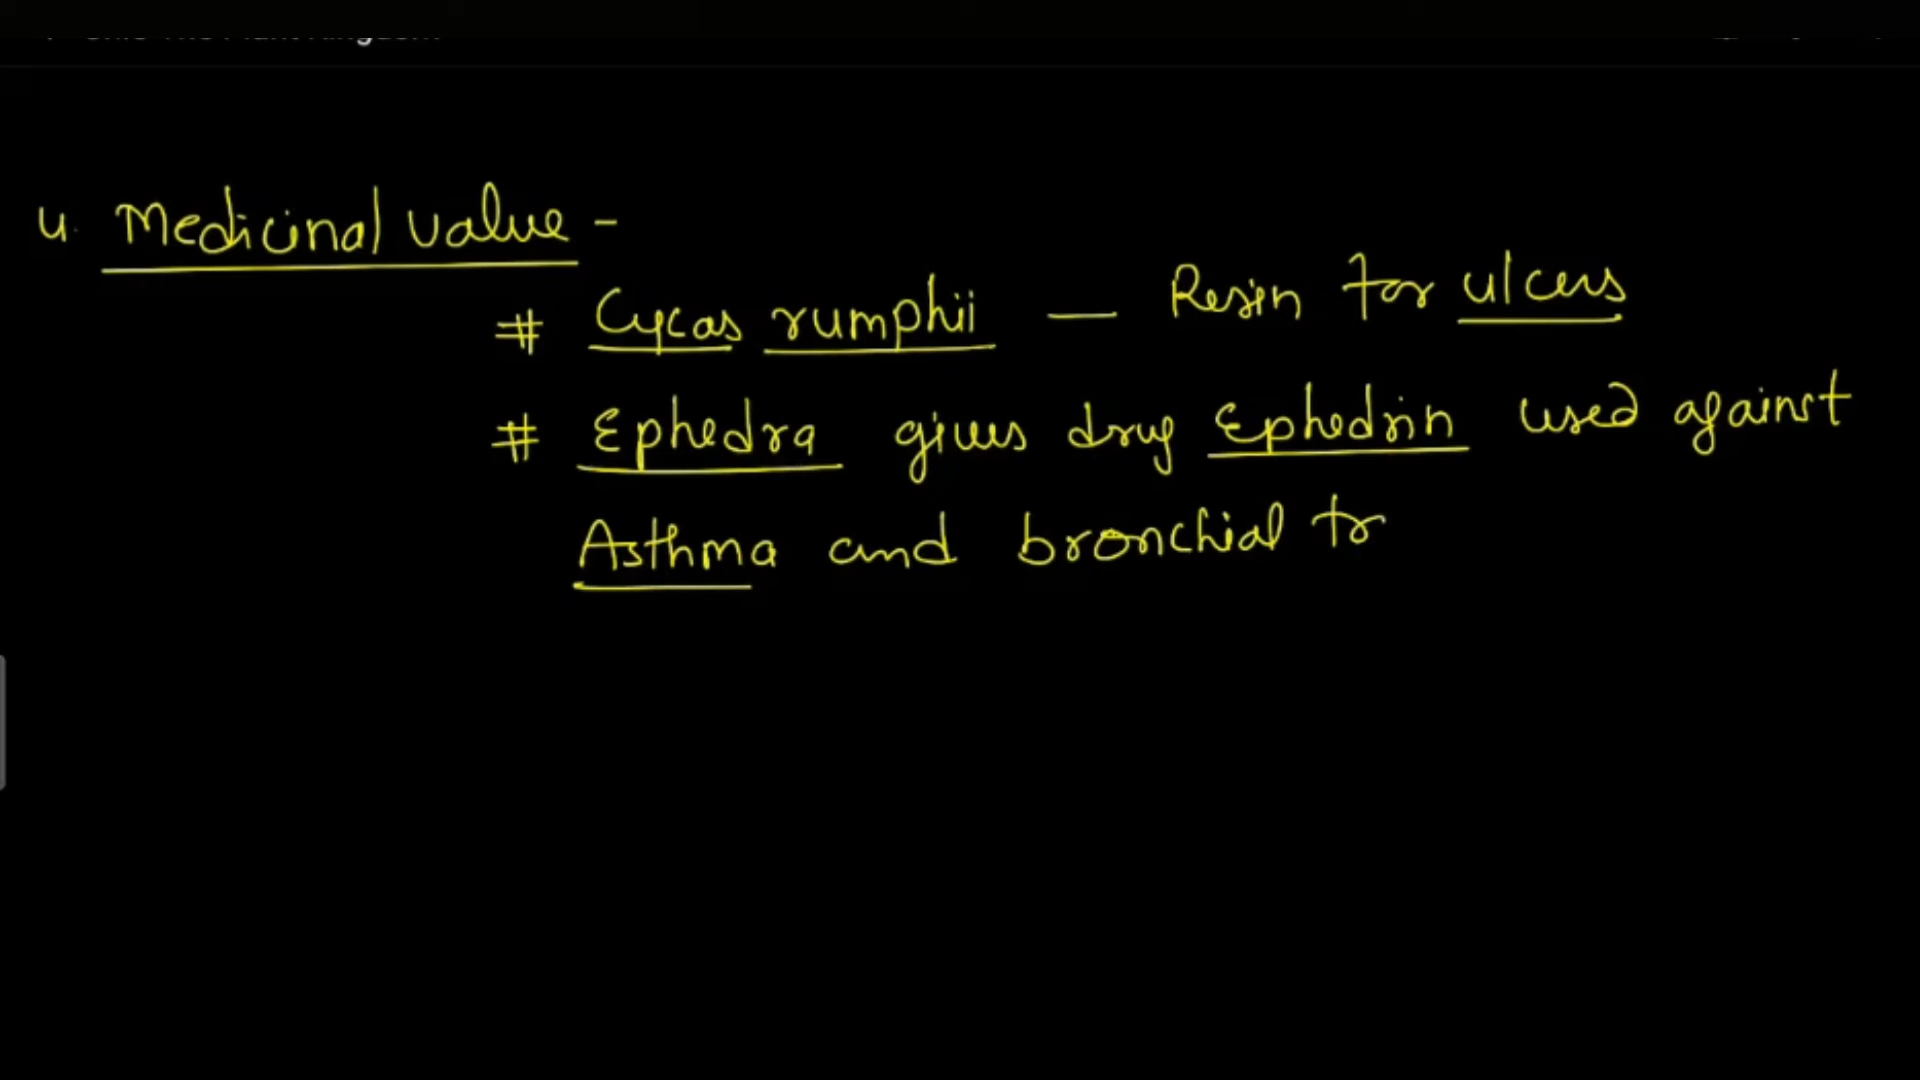 4. Medicinal value -
# Cycas rumphii — Resin for ulcers
# Ephedra gives drug Ephedrin used against
Asthma and bronchial tr